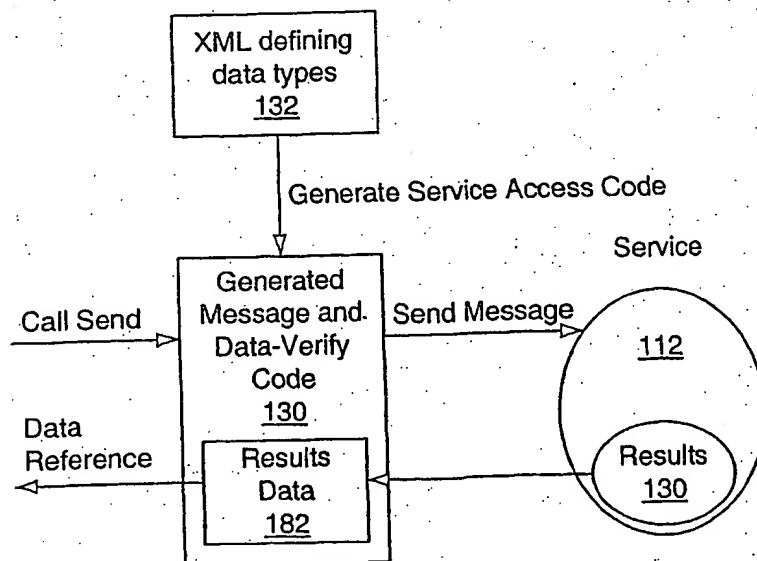 XML defining
data types
132
Generate Service Access Code
Service
Generated
Message and
Data-Verify
Code
130
Call Send
Send Message
112
Data
Reference
Results
Data
182
Results
130